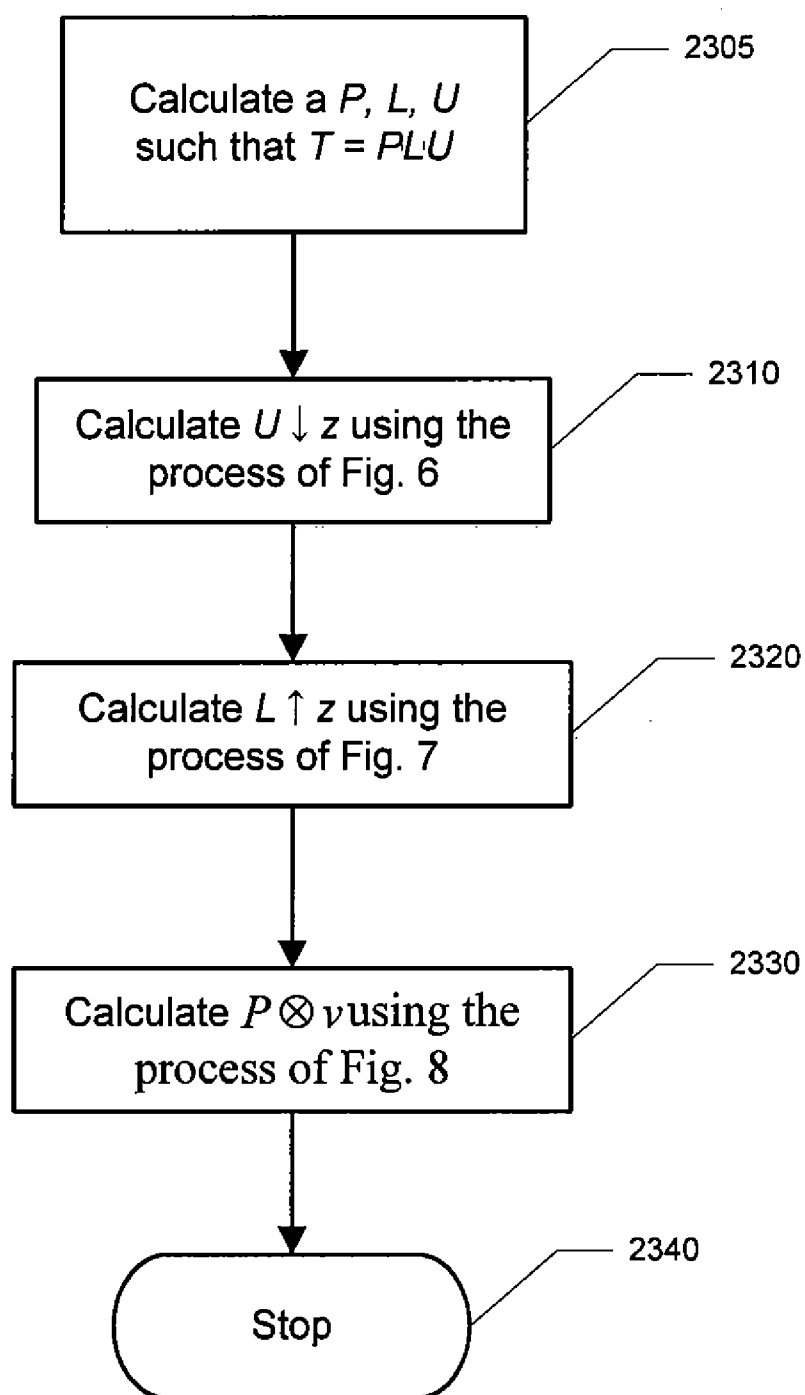 2305
Calculate a P, L, U
such that T = PLU
2310
Calculate U ↓ z using the
process of Fig. 6
2320
Calculate L ↑ z using the
process of Fig. 7
2330
Calculate P ⊗ v using the
process of Fig. 8
2340
Stop